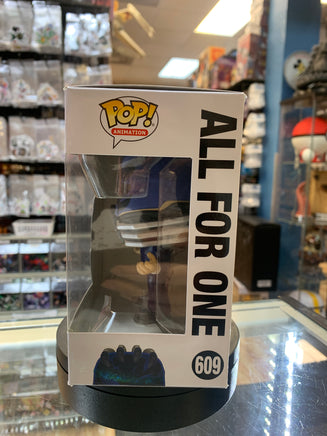 POP!
ANIMATION
ALL FOR ONE
609